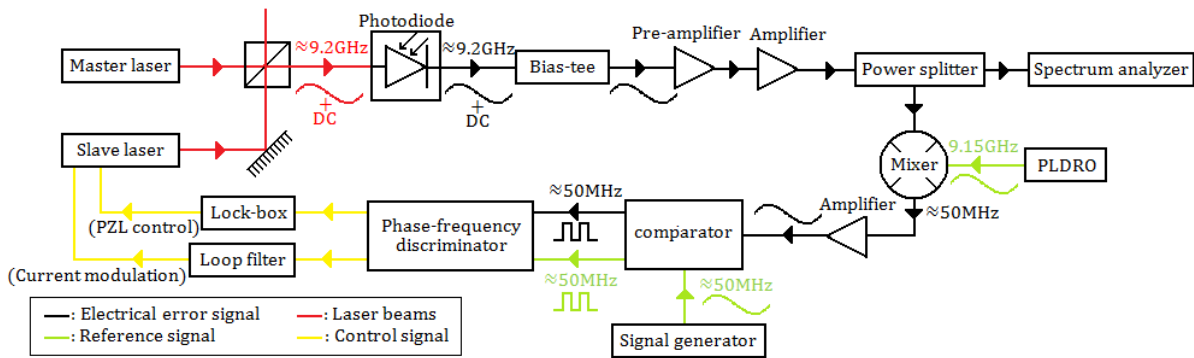 Photodiode
Pre-amplifier
Amplifier
≈9.2GHz
≈9.2GHz
Master laser
Bias-tee
Power splitter
Spectrum analyzer
+
DC
+
DC
Slave laser
Mixer
9.15GHz
PLDRO
≈50MHz
Amplifier
≈50MHz
Lock-box
(PZL control)
Phase-frequency
discriminator
comparator
Loop filter
(Current modulation)
≈50MHz
≈50MHz
: Electrical error signal
: Laser beams
: Reference signal
: Control signal
Signal generator